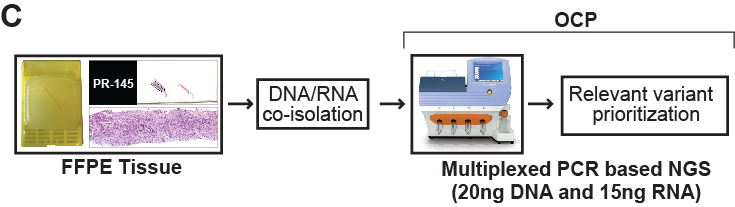 C
OCP
PR-145
DNA/RNA
co-isolation
Relevant variant
prioritization
FFPE Tissue
Multiplexed PCR based NGS
(20ng DNA and 15ng RNA)